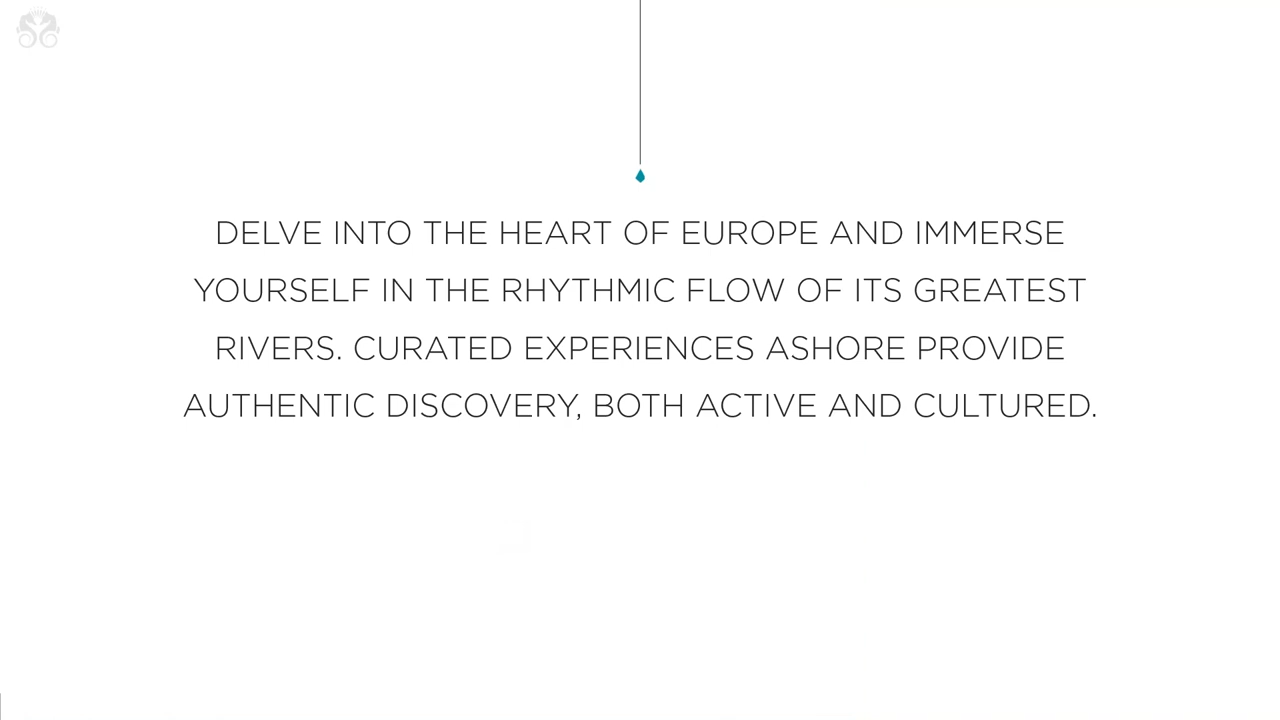 DELVE INTO THE HEART OF EUROPE AND IMMERSE
YOURSELF IN THE RHYTHMIC FLOW OF ITS GREATEST
RIVERS. CURATED EXPERIENCES ASHORE PROVIDE
AUTHENTIC DISCOVERY, BOTH ACTIVE AND CULTURED.